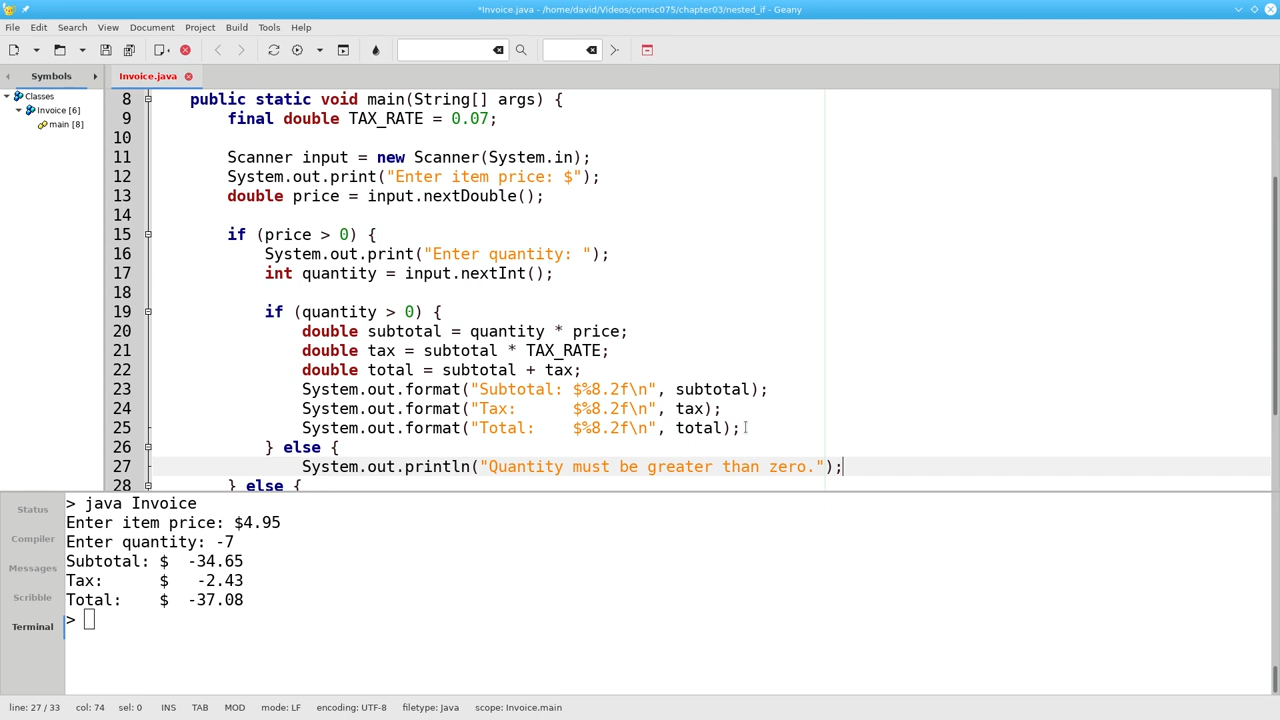 *Invoice.java - /home/david/Videos/comsc075/chapter03/nested_if - Geany
File Edit Search View Document Project Build Tools Help
Symbols Invoice.java
Classes
Invoice [6]
main [8]
8 public static void main(String[] args) {
9 final double TAX_RATE = 0.07;
10
11 Scanner input = new Scanner(System.in);
12 System.out.print("Enter item price: $");
13 double price = input.nextDouble();
14
15 if (price > 0) {
16 System.out.print("Enter quantity: ");
17 int quantity = input.nextInt();
18
19 if (quantity > 0) {
20 double subtotal = quantity * price;
21 double tax = subtotal * TAX_RATE;
22 double total = subtotal + tax;
23 System.out.format("Subtotal: $%8.2f\n", subtotal);
24 System.out.format("Tax:      $%8.2f\n", tax);
25 System.out.format("Total:    $%8.2f\n", total);
26 } else {
27 System.out.println("Quantity must be greater than zero.");
28 } else {
Status
Compiler
Messages
Scribble
Terminal
> java Invoice
Enter item price: $4.95
Enter quantity: -7
Subtotal: $  -34.65
Tax:      $   -2.43
Total:    $  -37.08
>
line: 27 / 33 col: 74 sel: 0 INS TAB MOD mode: LF encoding: UTF-8 filetype: Java scope: Invoice.main